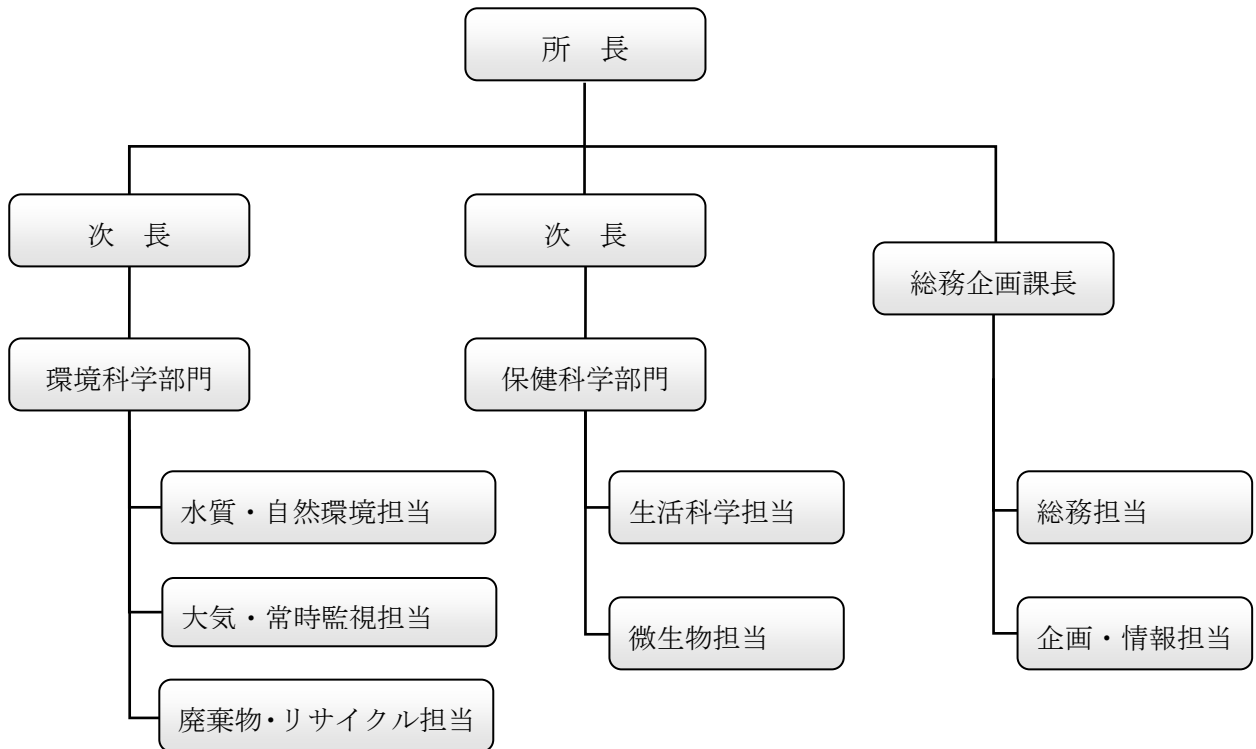 所　長
次　長
次　長
総務企画課長
環境科学部門
保健科学部門
水質・自然環境担当
生活科学担当
総務担当
大気・常時監視担当
微生物担当
企画・情報担当
廃棄物・リサイクル担当